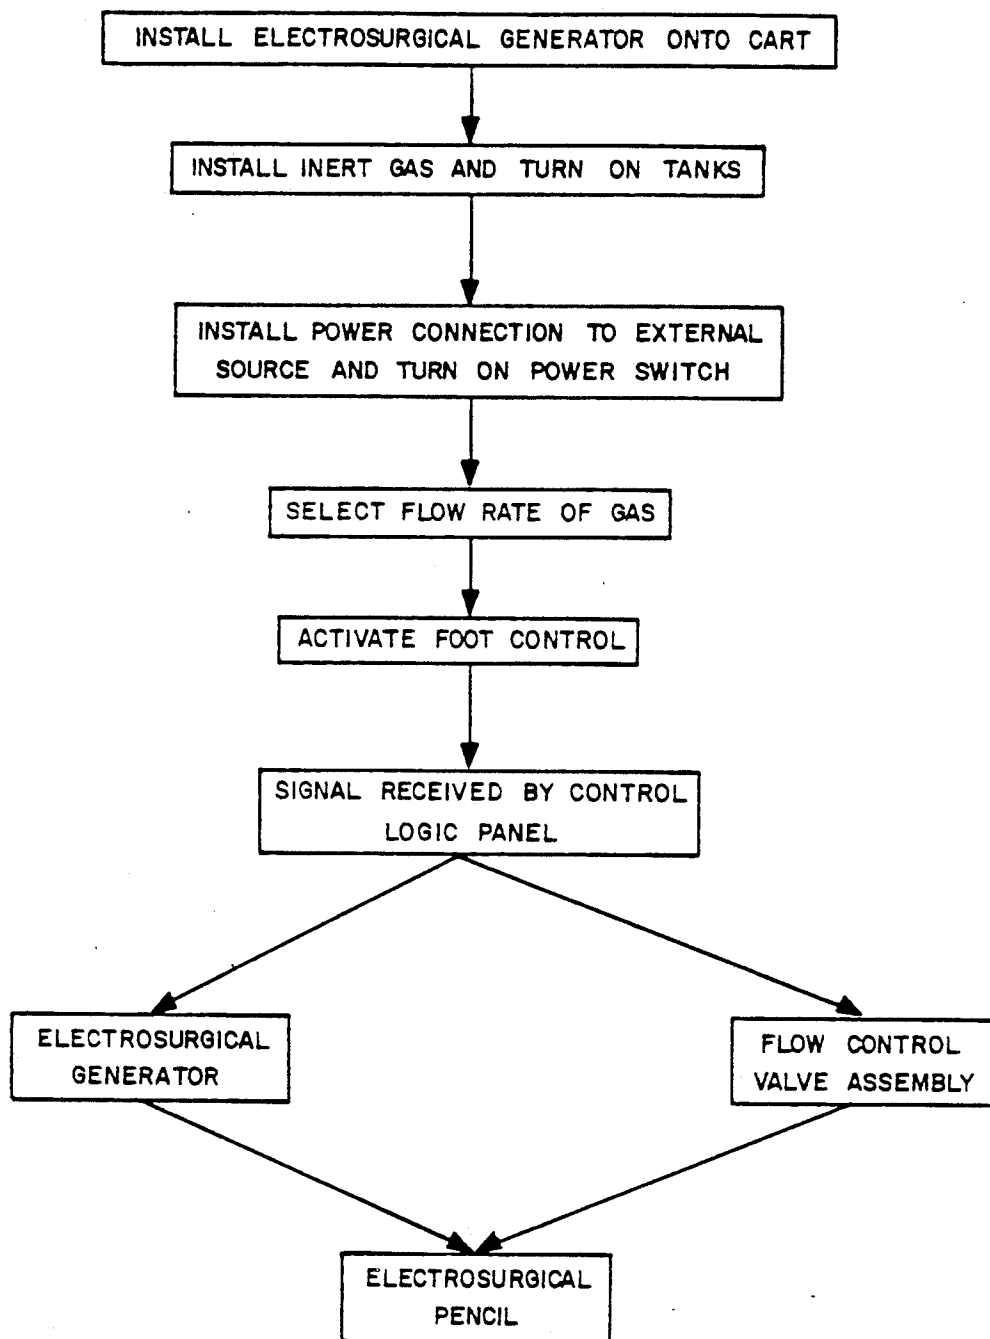 INSTALL ELECTROSURGICAL GENERATOR ONTO CART
INSTALL INERT GAS AND TURN ON TANKS
INSTALL POWER CONNECTION TO EXTERNAL
SOURCE AND TURN ON POWER SWITCH
SELECT FLOW RATE OF GAS
ACTIVATE FOOT CONTROL
SIGNAL RECEIVED BY CONTROL
LOGIC PANEL
ELECTROSURGICAL
GENERATOR
FLOW CONTROL
VALVE ASSEMBLY
ELECTROSURGICAL
PENCIL